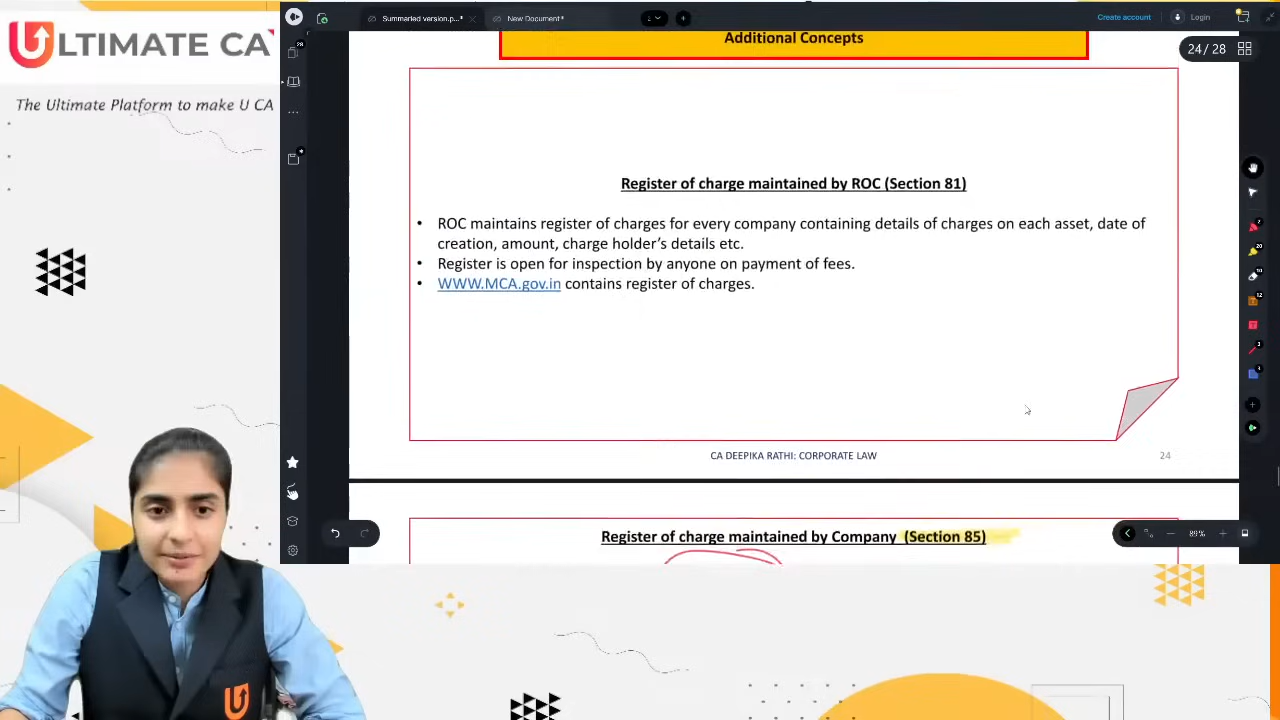 ULTIMATE CA
The Ultimate Platform to make U CA
Summaried version.p...*
New Document*
1
Create account
Login
Additional Concepts
24 / 28
Register of charge maintained by ROC (Section 81)
• ROC maintains register of charges for every company containing details of charges on each asset, date of
creation, amount, charge holder's details etc.
• Register is open for inspection by anyone on payment of fees.
• WWW.MCA.gov.in contains register of charges.
CA DEEPIKA RATHI: CORPORATE LAW
24
Register of charge maintained by Company (Section 85)
89%